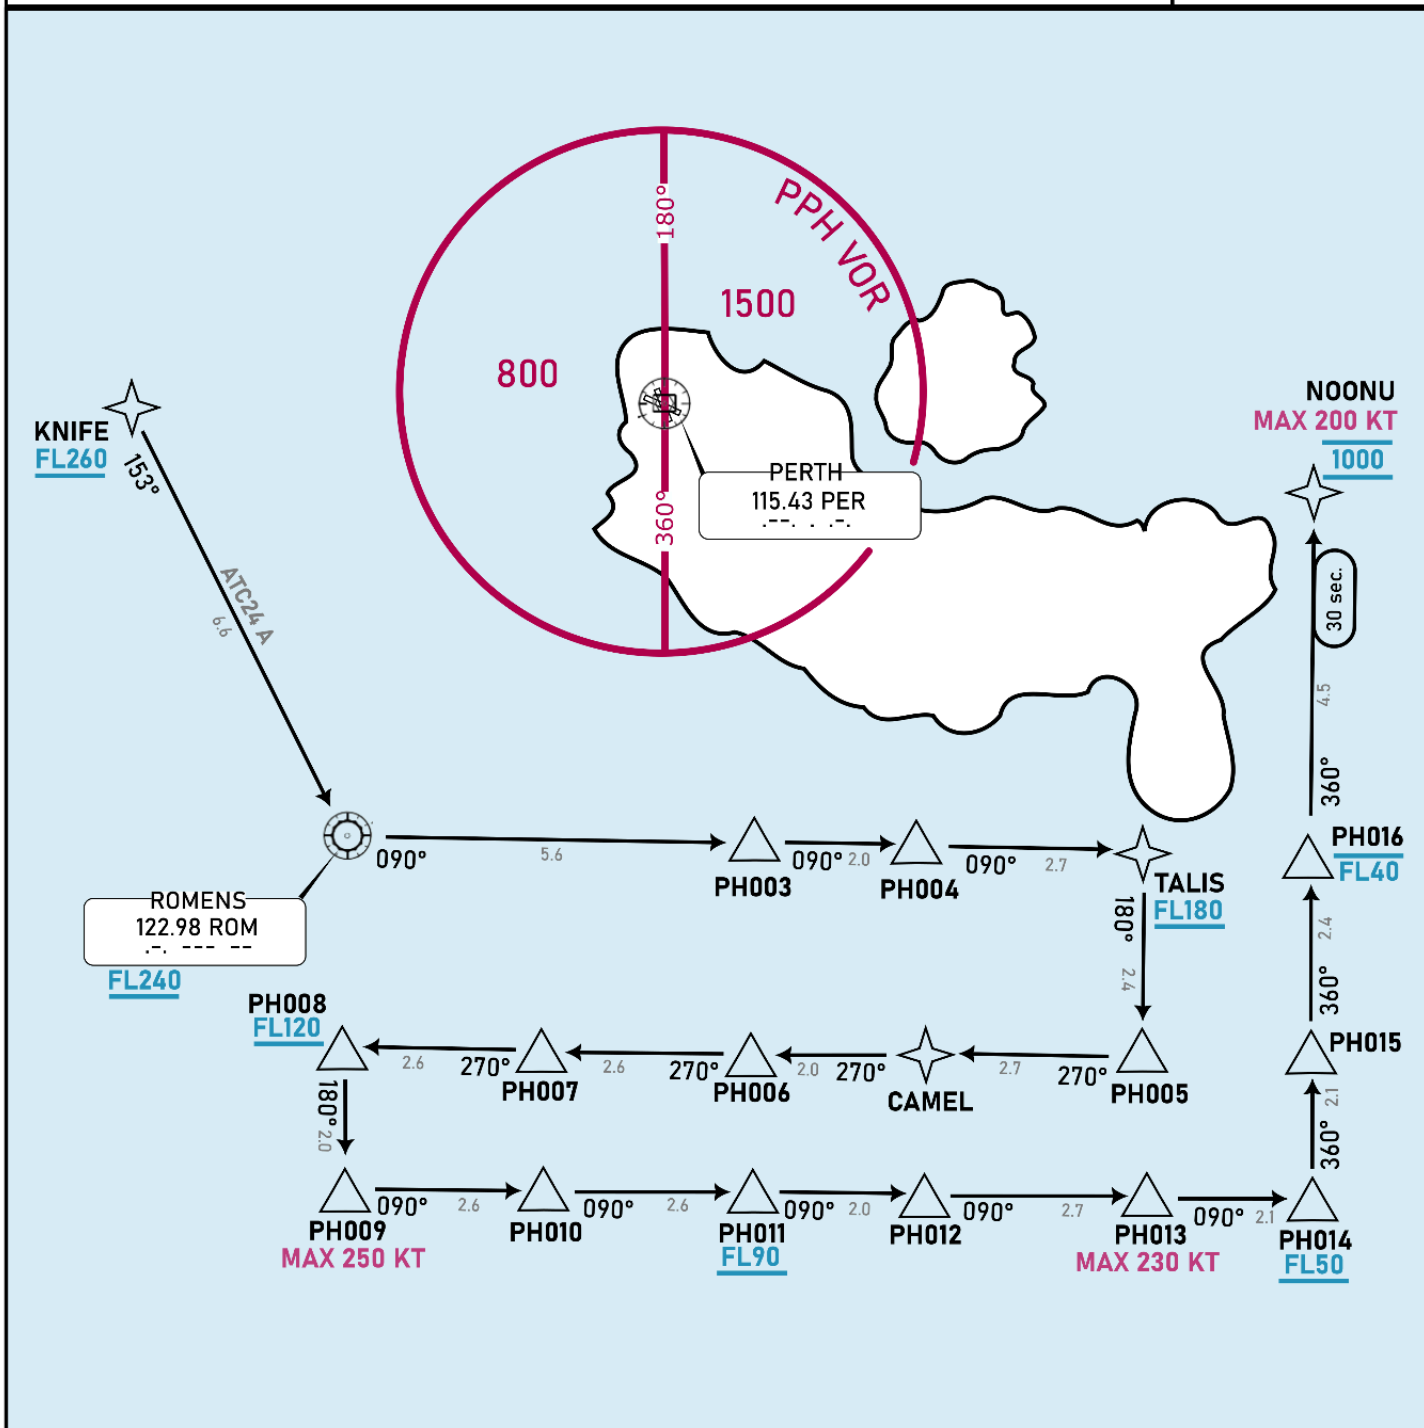 180°
PPH VOR
1500
800
360°
PERTH
115.43 PER
.--. . .-.
KNIFE
FL260
153°
ATC24 A
6.6
NOONU
MAX 200 KT
1000
30 sec.
4.5
360°
ROMENS
122.98 ROM
.-. --- --
FL240
090°
5.6
PH003
090°
2.0
PH004
090°
2.7
TALIS
FL180
180°
2.4
PH016
FL40
2.4
360°
PH015
2.1
360°
PH008
FL120
2.6
270°
PH007
2.6
270°
PH006
2.0
270°
CAMEL
2.7
270°
PH005
180°
2.0
PH009
MAX 250 KT
090°
2.6
PH010
090°
2.6
PH011
FL90
090°
2.0
PH012
090°
2.7
PH013
MAX 230 KT
090°
2.1
PH014
FL50